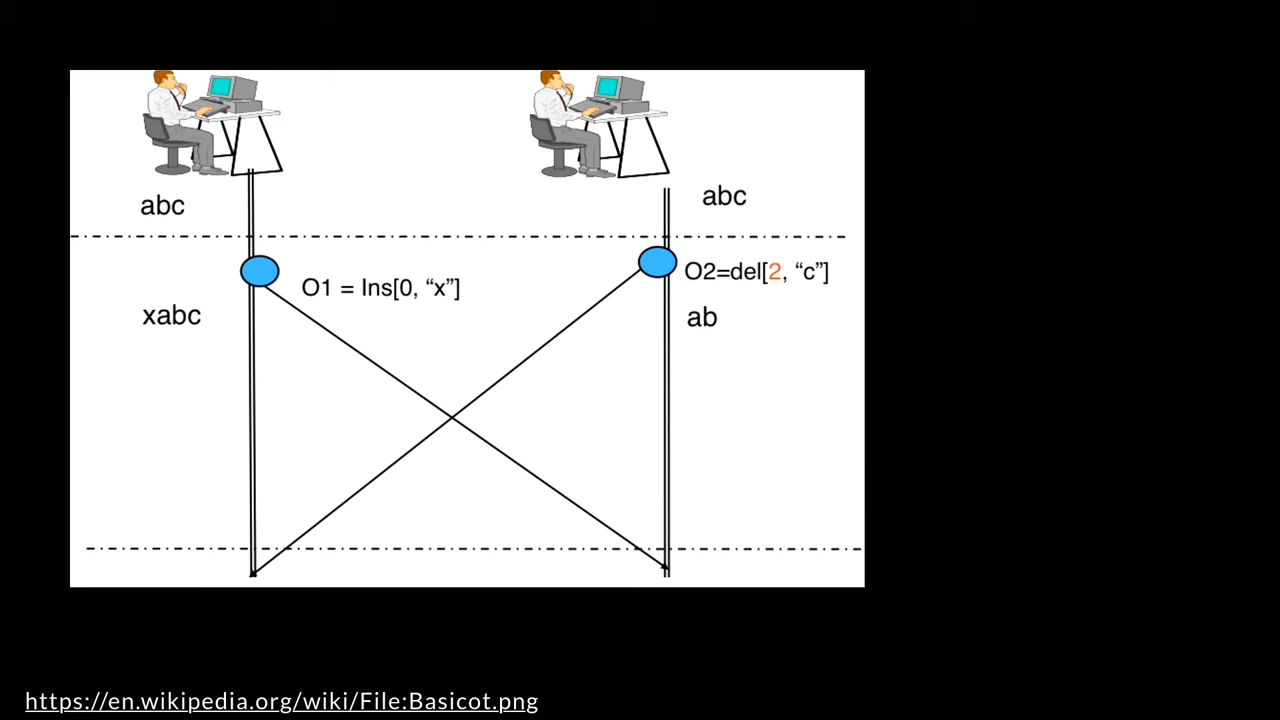 abc
abc
O1 = Ins[0, “x”]
O2=del[2, “c”]
xabc
ab
https://en.wikipedia.org/wiki/File:Basicot.png